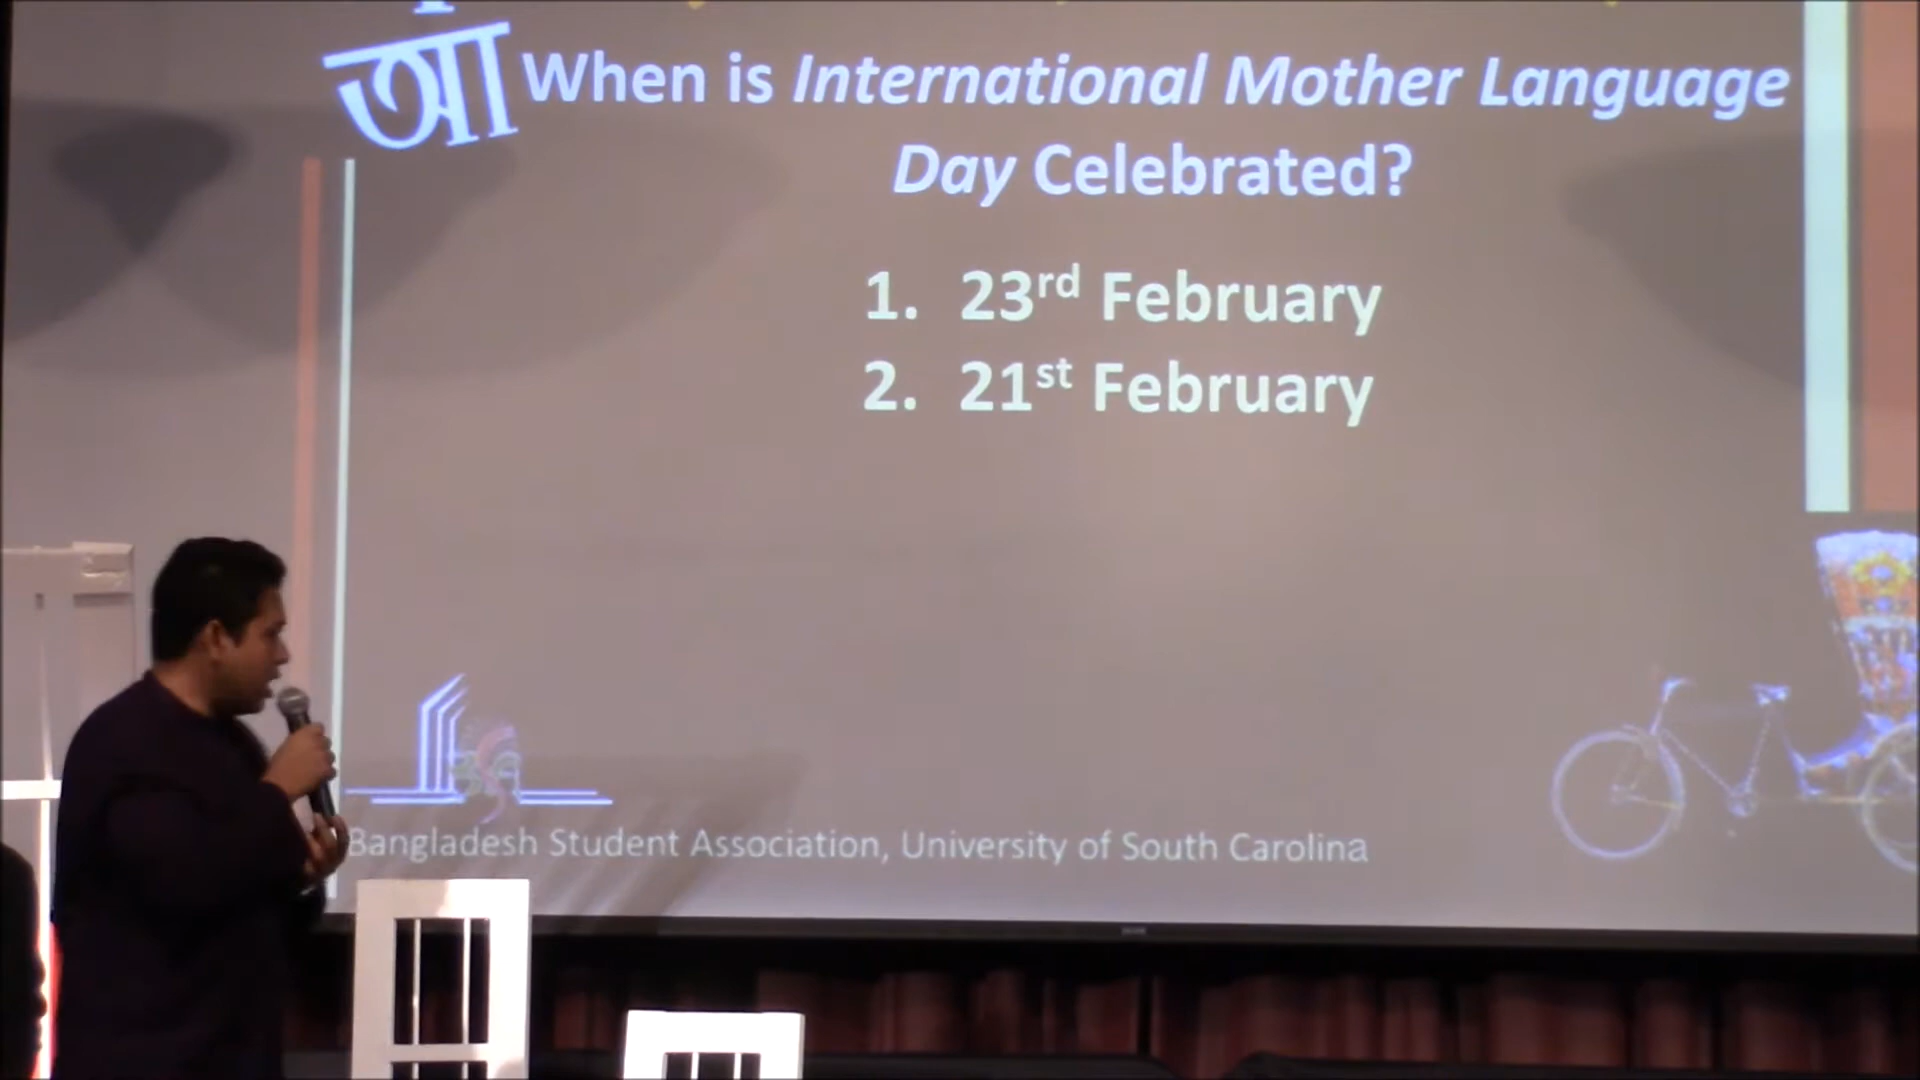 আ
When is International Mother Language
Day Celebrated?
1. 23rd February
2. 21st February
Bangladesh Student Association, University of South Carolina